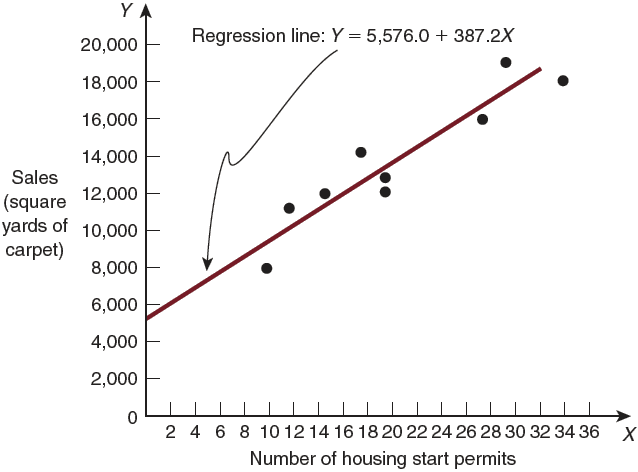 Y
Regression line: Y = 5,576.0 + 387.2X
20,000
18,000
16,000
14,000
12,000
10,000
8,000
6,000
4,000
2,000
0
Sales
(square
yards of
carpet)
2 4 6 8 10 12 14 16 18 20 22 24 26 28 30 32 34 36 X
Number of housing start permits